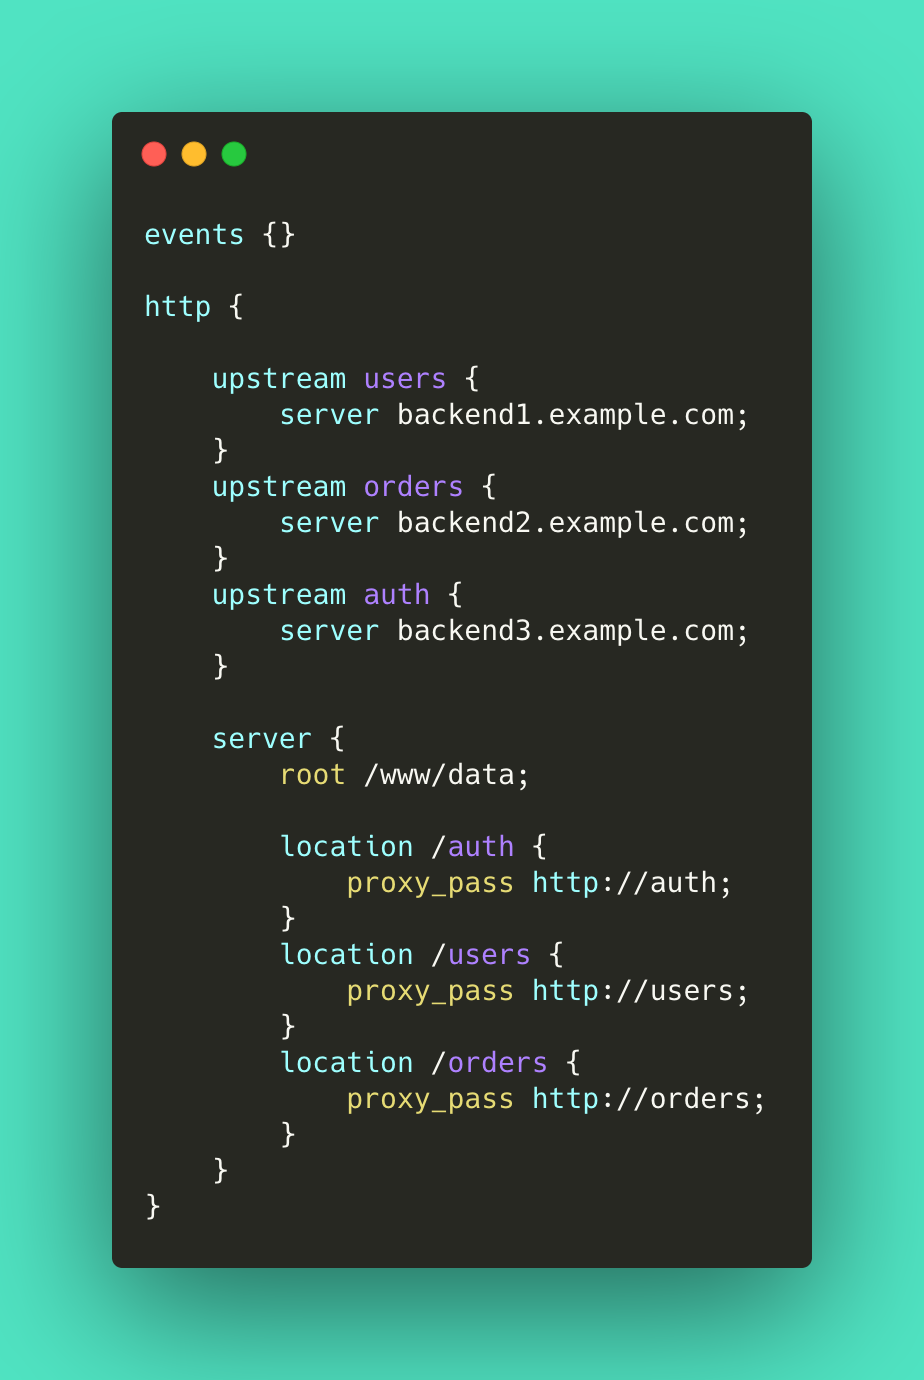 events {}
http {
upstream users {
server backend1.example.com;
}
upstream orders {
server backend2.example.com;
}
upstream auth {
server backend3.example.com;
}
server {
root /www/data;
location /auth {
proxy_pass http://auth;
}
location /users {
proxy_pass http://users;
}
location /orders {
proxy_pass http://orders;
}
}
}